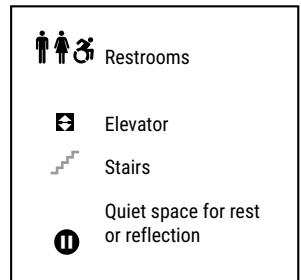 Restrooms
Elevator
Stairs
Quiet space for rest
or reflection